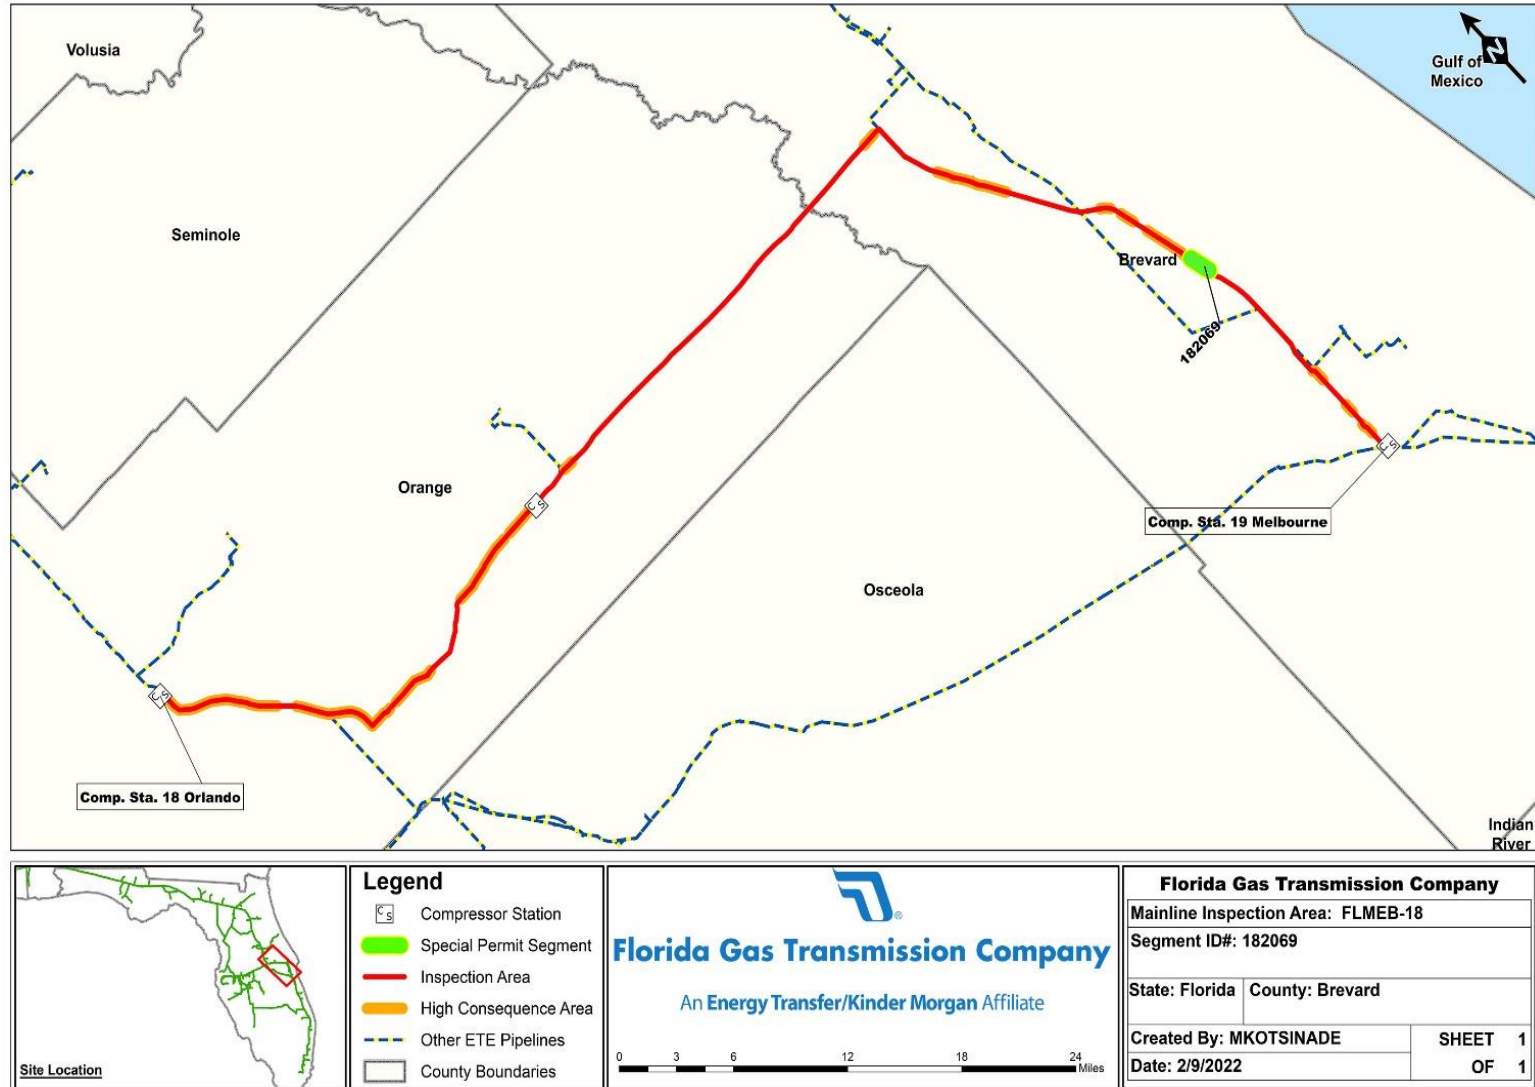 Volusia
Gulf of
Mexico
N
Seminole
Brevard
182069
Orange
C S
C S
Comp. Sta. 19 Melbourne
Osceola
C S
Comp. Sta. 18 Orlando
Indian
River
Site Location
Legend
C S Compressor Station
Special Permit Segment
Inspection Area
High Consequence Area
Other ETE Pipelines
County Boundaries
®
Florida Gas Transmission Company
An Energy Transfer/Kinder Morgan Affiliate
0 3 6 12 18 24
Miles
Florida Gas Transmission Company
Mainline Inspection Area: FLMEB-18
Segment ID#: 182069
State: Florida County: Brevard
Created By: MKOTSINADE SHEET 1
Date: 2/9/2022 OF 1